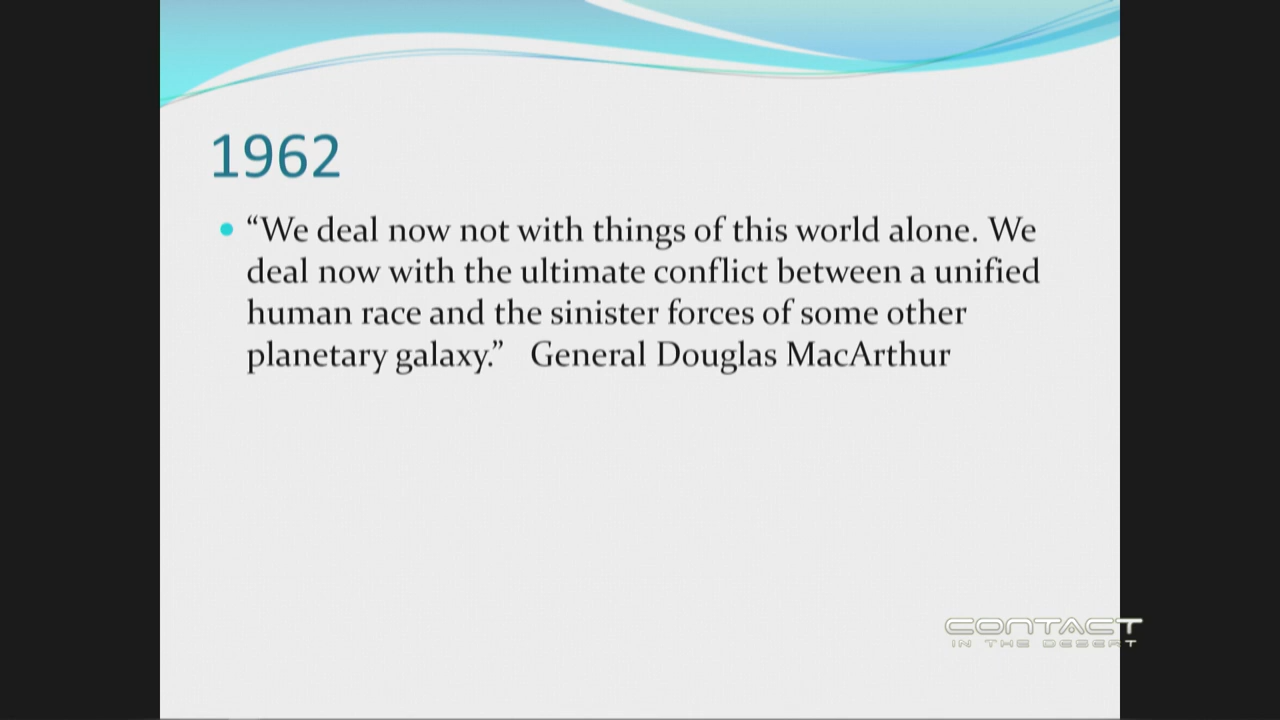 1962
“We deal now not with things of this world alone. We
deal now with the ultimate conflict between a unified
human race and the sinister forces of some other
planetary galaxy.”   General Douglas MacArthur
CONTACT
IN THE DESERT